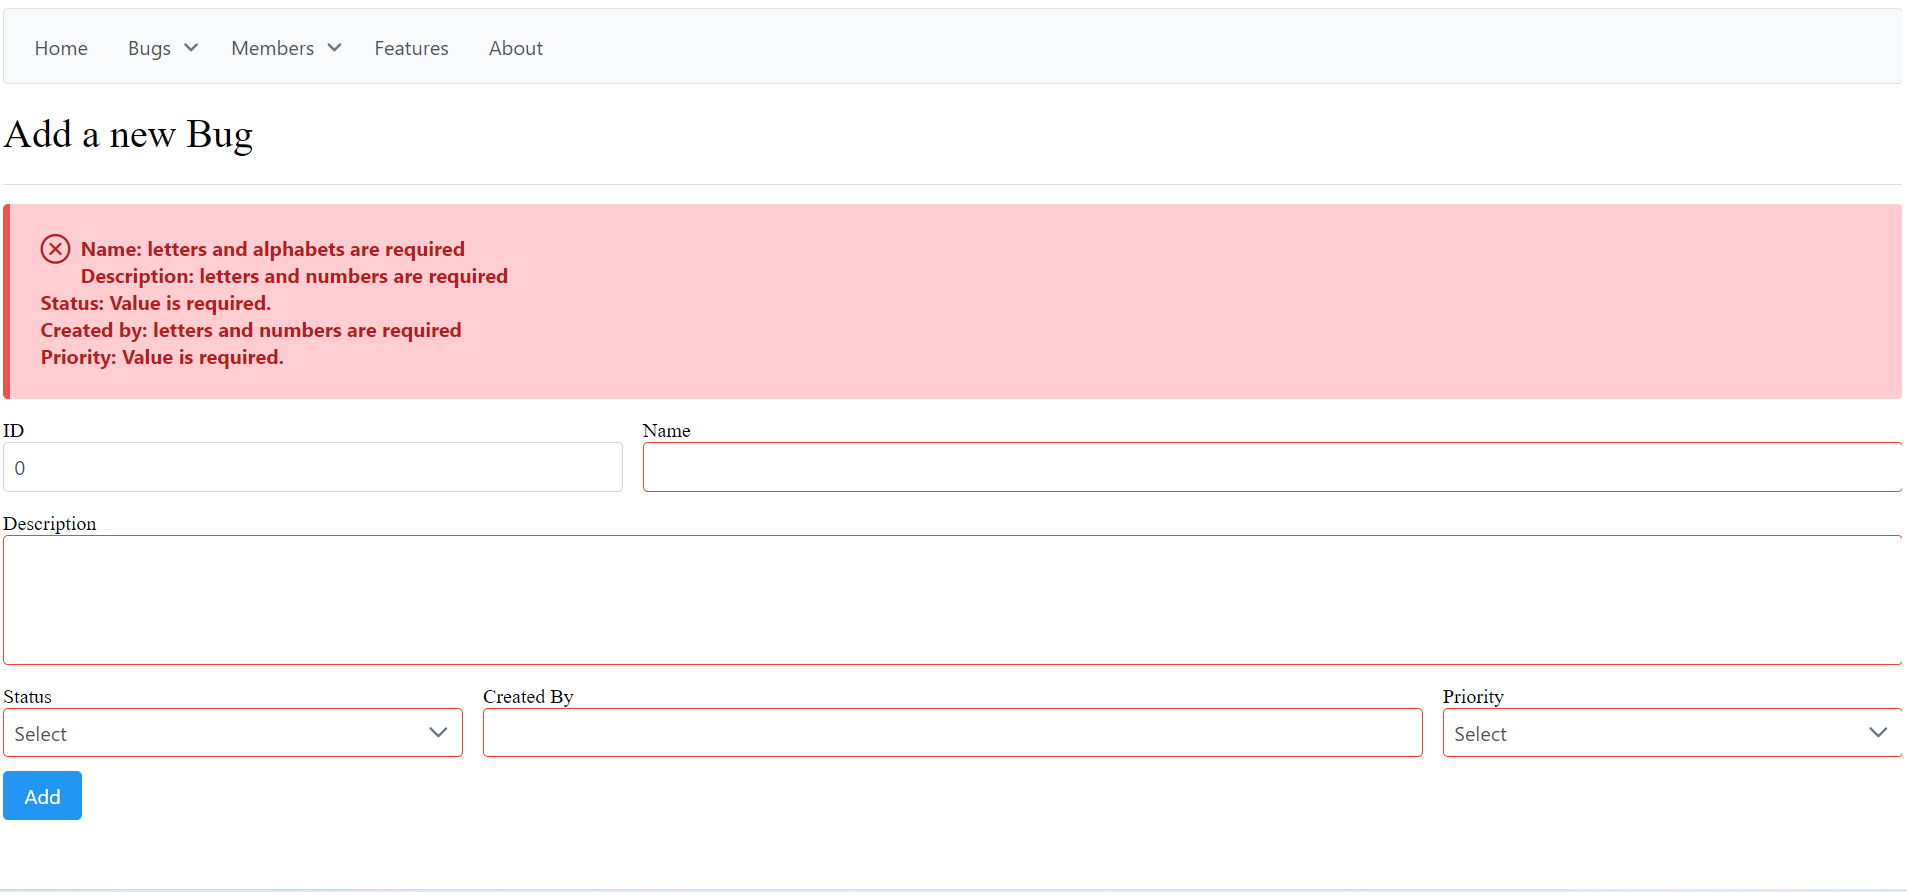 Home Bugs Members Features About
Add a new Bug
Name: letters and alphabets are required
Description: letters and numbers are required
Status: Value is required.
Created by: letters and numbers are required
Priority: Value is required.
ID Name
0
Description
Status Created By Priority
Select Select
Add